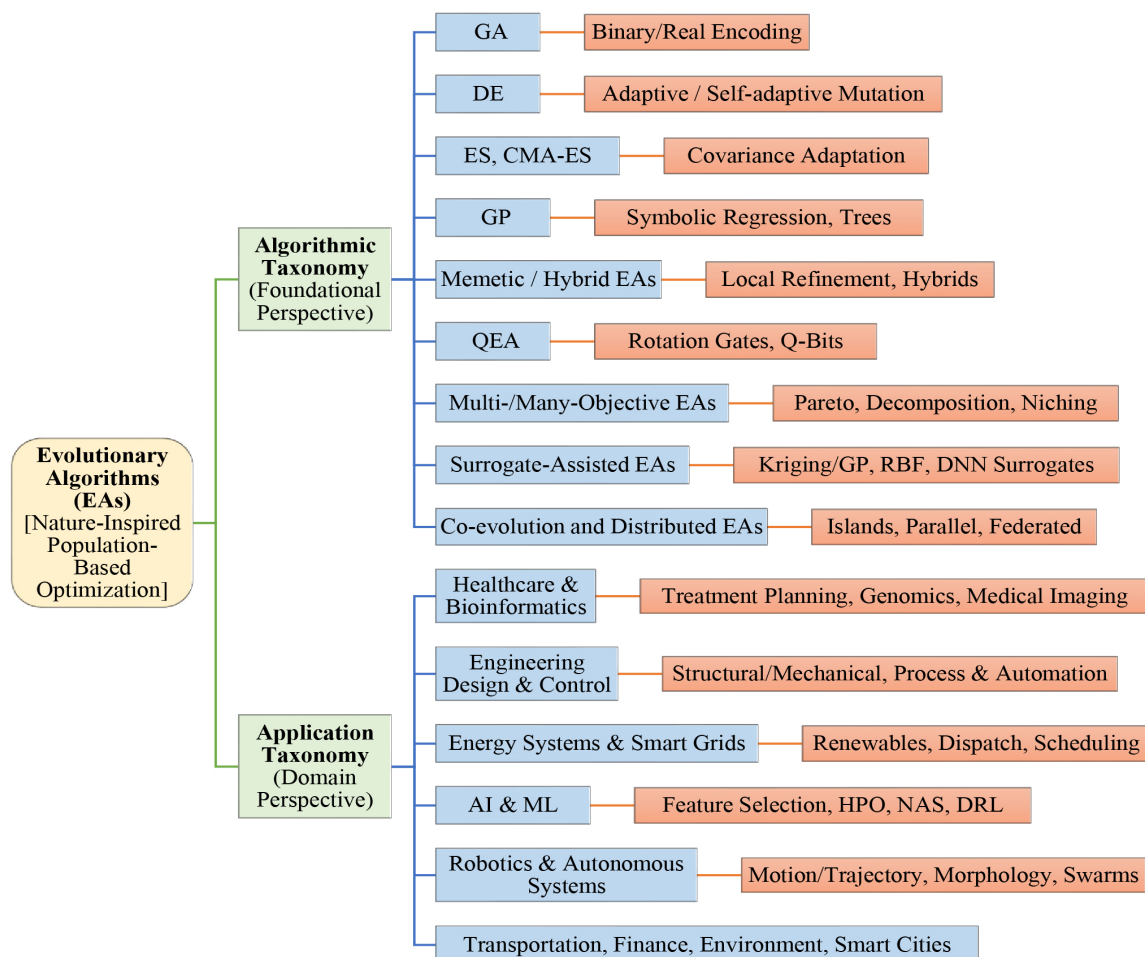 GA
Binary/Real Encoding
DE
Adaptive / Self-adaptive Mutation
ES, CMA-ES
Covariance Adaptation
GP
Symbolic Regression, Trees
Algorithmic
Taxonomy
(Foundational
Perspective)
Memetic / Hybrid EAs
Local Refinement, Hybrids
QEA
Rotation Gates, Q-Bits
Multi-/Many-Objective EAs
Pareto, Decomposition, Niching
Surrogate-Assisted EAs
Kriging/GP, RBF, DNN Surrogates
Co-evolution and Distributed EAs
Islands, Parallel, Federated
Evolutionary
Algorithms
(EAs)
[Nature-Inspired
Population-
Based
Optimization]
Healthcare &
Bioinformatics
Treatment Planning, Genomics, Medical Imaging
Engineering
Design & Control
Structural/Mechanical, Process & Automation
Application
Taxonomy
(Domain
Perspective)
Energy Systems & Smart Grids
Renewables, Dispatch, Scheduling
AI & ML
Feature Selection, HPO, NAS, DRL
Robotics & Autonomous
Systems
Motion/Trajectory, Morphology, Swarms
Transportation, Finance, Environment, Smart Cities